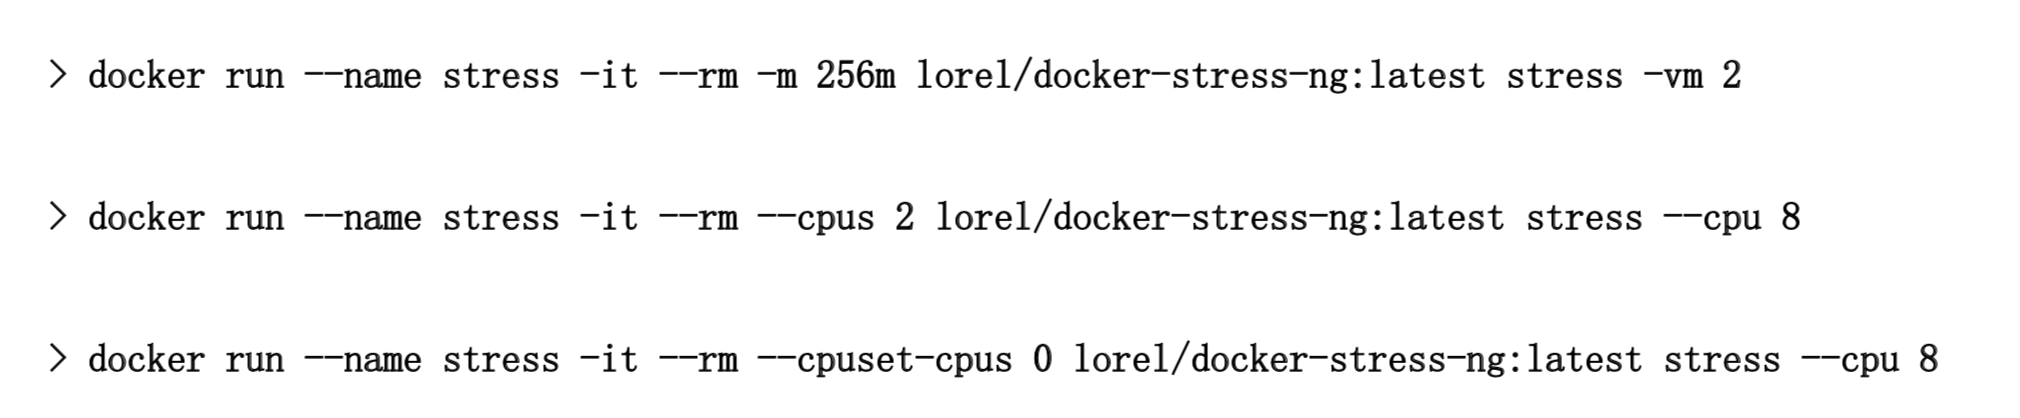 > docker run --name stress -it --rm -m 256m lorel/docker-stress-ng:latest stress -vm 2
> docker run --name stress -it --rm --cpus 2 lorel/docker-stress-ng:latest stress --cpu 8
> docker run --name stress -it --rm --cpuset-cpus 0 lorel/docker-stress-ng:latest stress --cpu 8